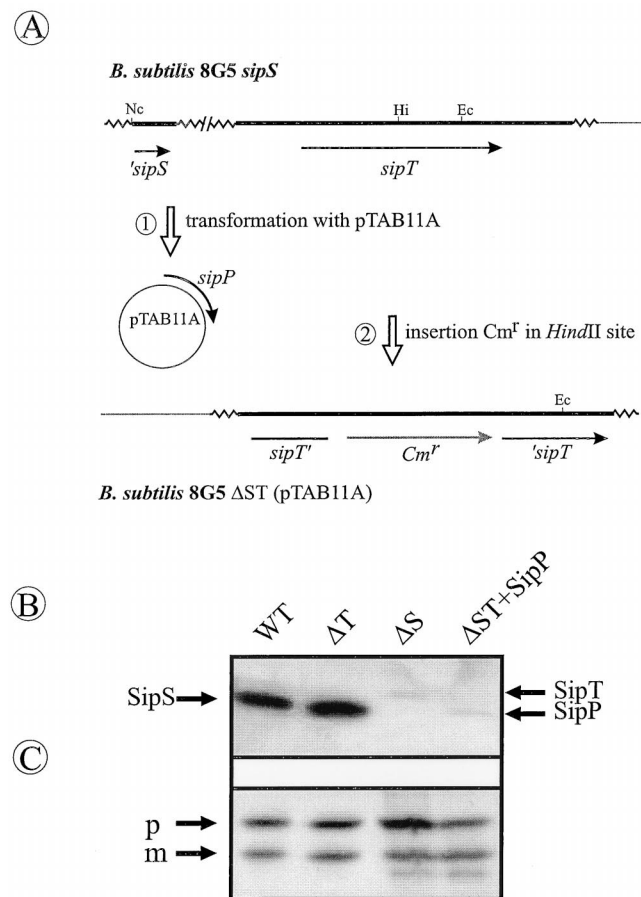 A
B. subtilis 8G5 sipS
Nc Hi Ec
'sipS sipT
1 transformation with pTAB11A
sipP
pTAB11A
2 insertion Cmʳ in HindII site
Ec
sipT' Cmʳ 'sipT
B. subtilis 8G5 ΔST (pTAB11A)
B
WT ΔT ΔS ΔST+SipP
SipS SipT
SipP
C
p
m